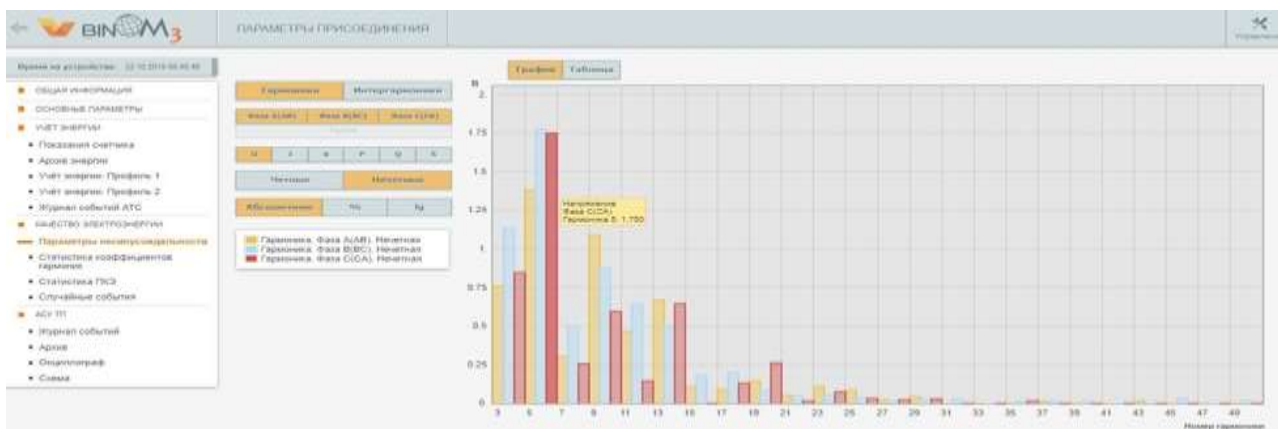 BINOM3
ПАРАМЕТРЫ ПРИСОЕДИНЕНИЯ
Управление
Время на устройстве:
ОБЩАЯ ИНФОРМАЦИЯ
ОСНОВНЫЕ ПАРАМЕТРЫ
УЧЕТ ЭНЕРГИИ
Показания счетчика
Архив энергии
Учёт энергии. Профиль 1
Учёт энергии. Профиль 2
Журнал событий АТС
КАЧЕСТВО ЭЛЕКТРОЭНЕРГИИ
Параметры несинусоидальности
Статистика коэффициентов
гармоник
Статистика ПКЭ
Случайные события
АСУ ТП
Журнал событий
Архив
Осциллограф
Схема
Гармоники Интергармоники
Фаза A(AB) Фаза B(BC) Фаза C(CA)
U I P Q S
Четные Нечетные
Абсолютные %
Гармоника. Фаза A(AB). Нечетная
Гармоника. Фаза B(BC). Нечетная
Гармоника. Фаза C(CA). Нечетная
График Таблица
В
2.
1.75
1.5
1.25
1.
0.75
0.5
0.25
0
Напряжение
Фаза C(CA)
Гармоника 5: 1.750
3 5 7 9 11 13 15 17 19 21 23 25 27 29 31 33 35 37 39 41 43 45 47 49
Номер гармоники